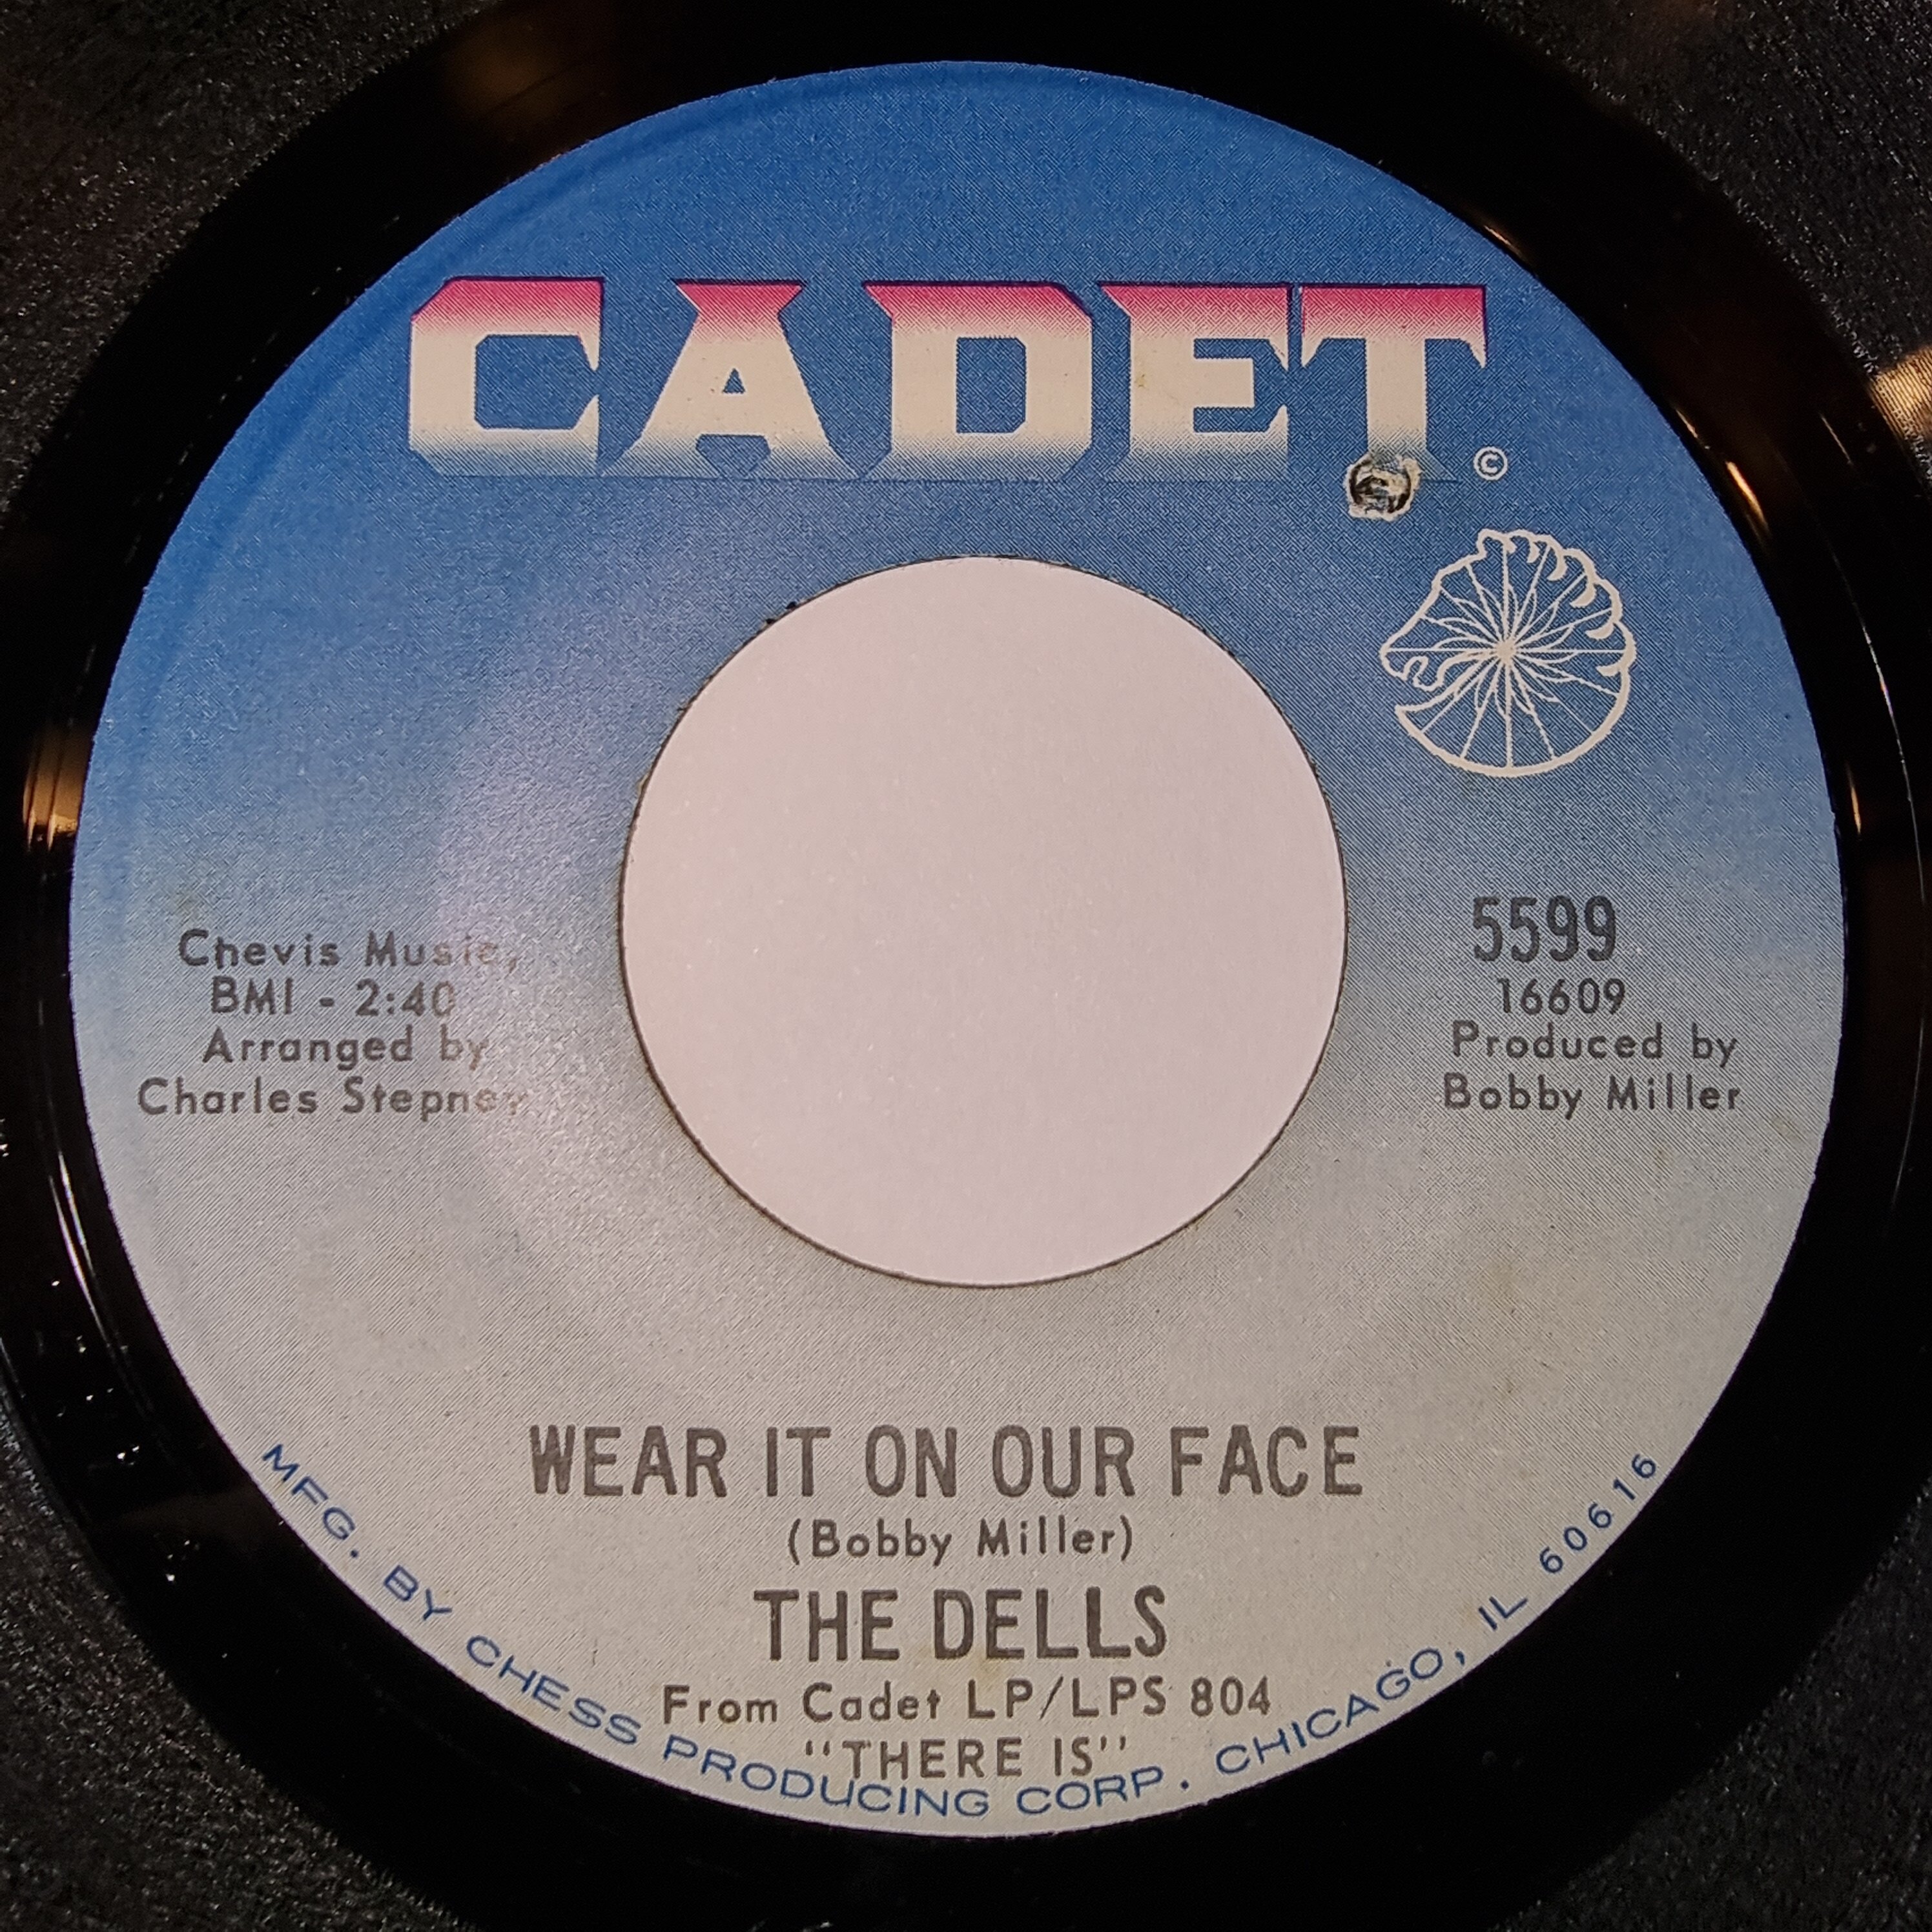 CADET ©
Chevis Music,
BMI - 2:40
Arranged by
Charles Stepney
5599
16609
Produced by
Bobby Miller
WEAR IT ON OUR FACE
(Bobby Miller)
THE DELLS
From Cadet LP/LPS 804
"THERE IS"
MFG. BY CHESS PRODUCING CORP. CHICAGO, IL 60616